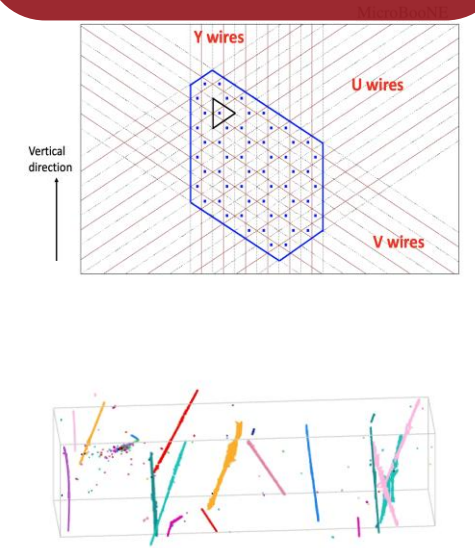 MicroBooNE
Y wires
U wires
Vertical
direction
V wires